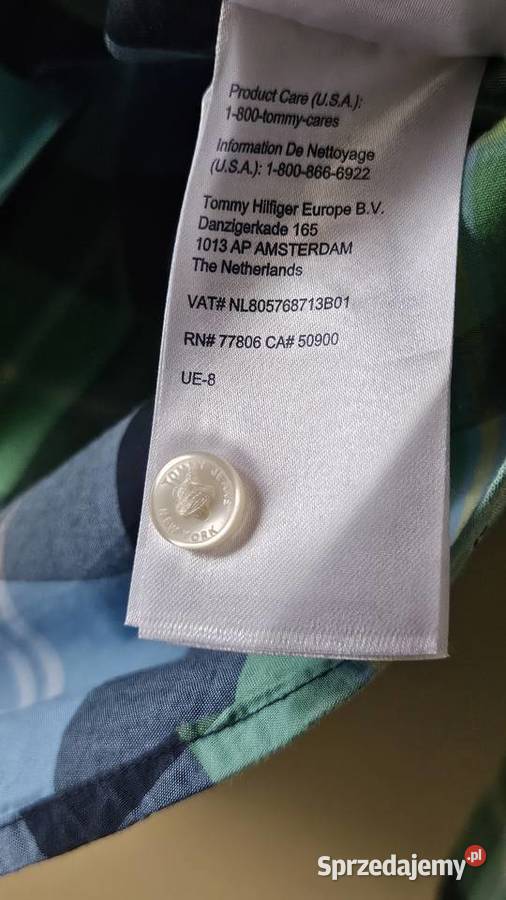 Product Care (U.S.A.):
1-800-tommy-cares
Information De Nettoyage
(U.S.A.): 1-800-866-6922
Tommy Hilfiger Europe B.V.
Danzigerkade 165
1013 AP AMSTERDAM
The Netherlands
VAT# NL805768713B01
RN# 77806 CA# 50900
UE-8
TOMMY JEANS
NEW YORK
Sprzedajemy.pl